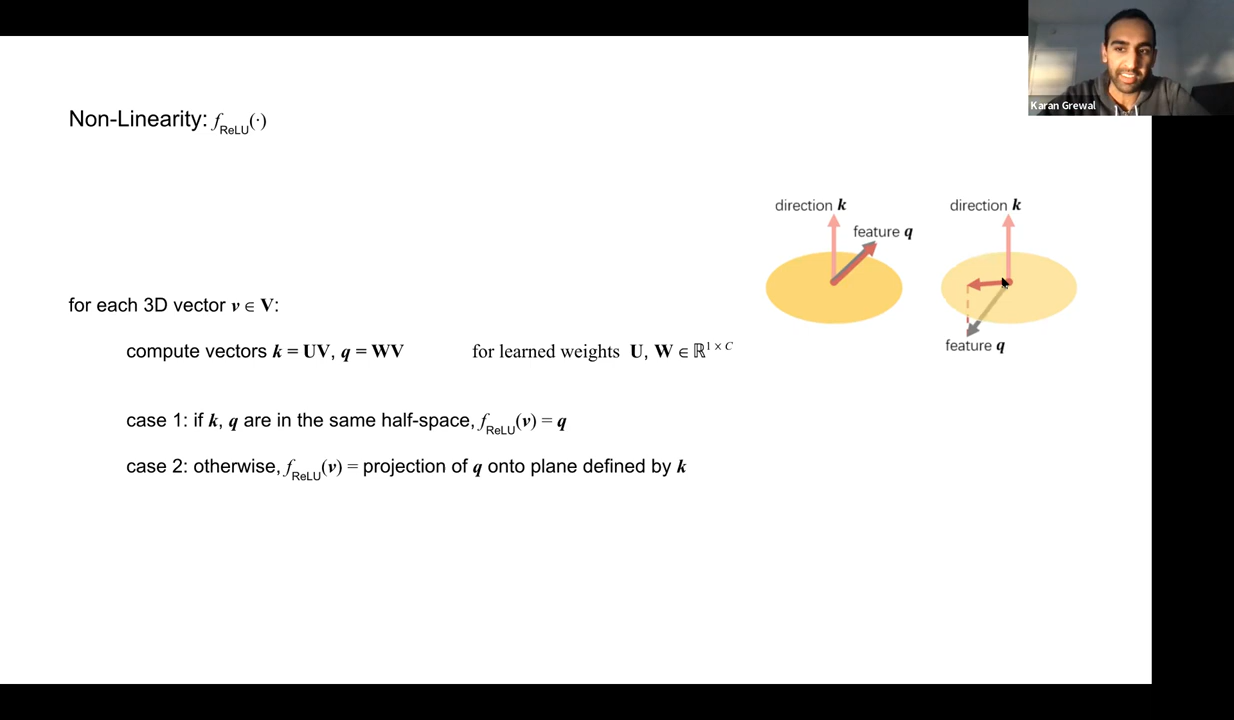 Karan Grewal
Non-Linearity: fReLU(·)
direction k
direction k
feature q
feature q
for each 3D vector v ∈ V:
compute vectors k = UV, q = WV for learned weights U, W ∈ ℝ^{1 × C}
case 1: if k, q are in the same half-space, fReLU(v) = q
case 2: otherwise, fReLU(v) = projection of q onto plane defined by k